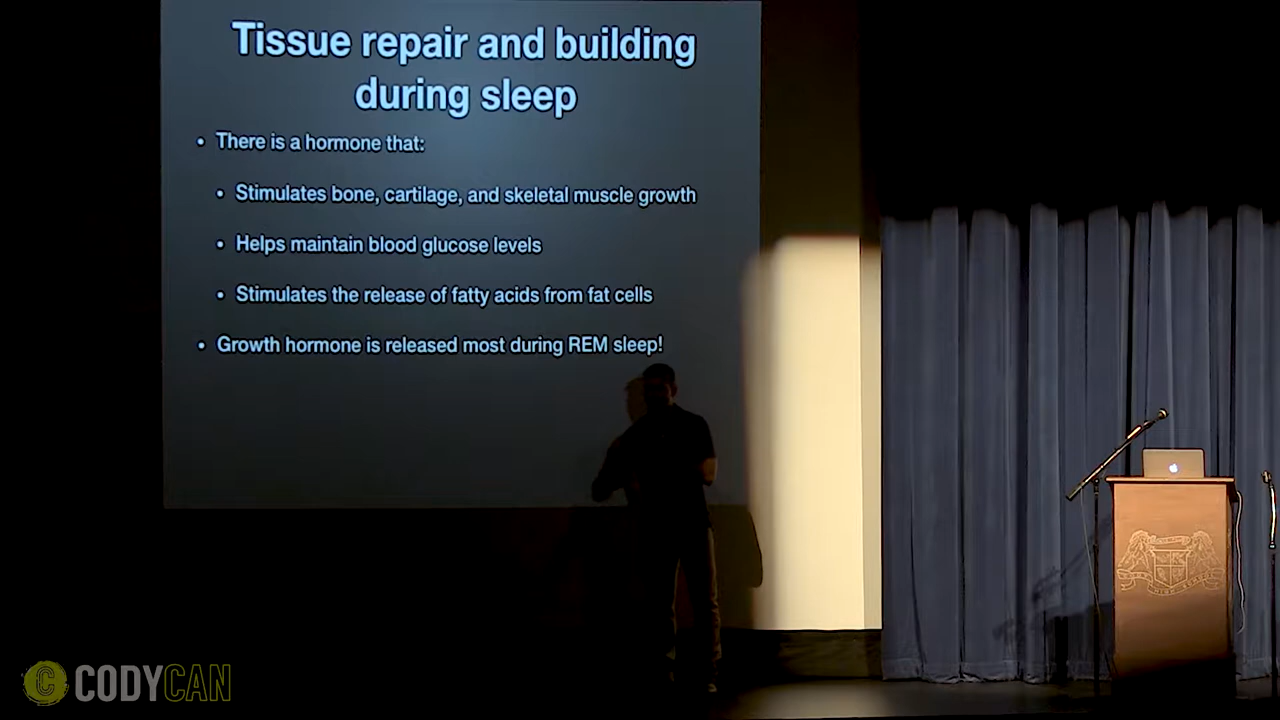 Tissue repair and building
during sleep
• There is a hormone that:
• Stimulates bone, cartilage, and skeletal muscle growth
• Helps maintain blood glucose levels
• Stimulates the release of fatty acids from fat cells
• Growth hormone is released most during REM sleep!
HIGH SCHOOL
CODYCAN